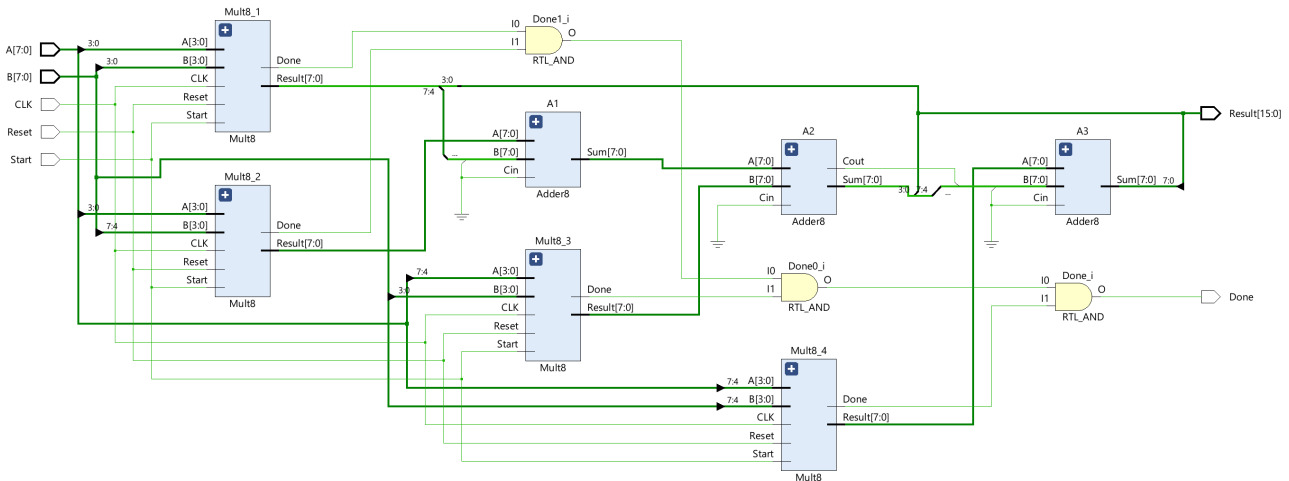 Mult8_1
A[7:0]
B[7:0]
CLK
Reset
Start
3:0
3:0
A[3:0]
B[3:0]
CLK
Reset
Start
Done
Result[7:0]
Mult8
Done1_i
I0
I1
O
RTL_AND
3:0
7:4
A1
...
A[7:0]
B[7:0]
Cin
Sum[7:0]
Adder8
A2
A[7:0]
B[7:0]
Cin
Cout
Sum[7:0]
Adder8
3:0
7:4
...
A3
A[7:0]
B[7:0]
Cin
Sum[7:0]
7:0
Adder8
Result[15:0]
Mult8_2
3:0
7:4
A[3:0]
B[3:0]
CLK
Reset
Start
Done
Result[7:0]
Mult8
Mult8_3
7:4
3:0
A[3:0]
B[3:0]
CLK
Reset
Start
Done
Result[7:0]
Mult8
Done0_i
I0
I1
O
RTL_AND
Done_i
I0
I1
O
RTL_AND
Done
Mult8_4
7:4
7:4
A[3:0]
B[3:0]
CLK
Reset
Start
Done
Result[7:0]
Mult8